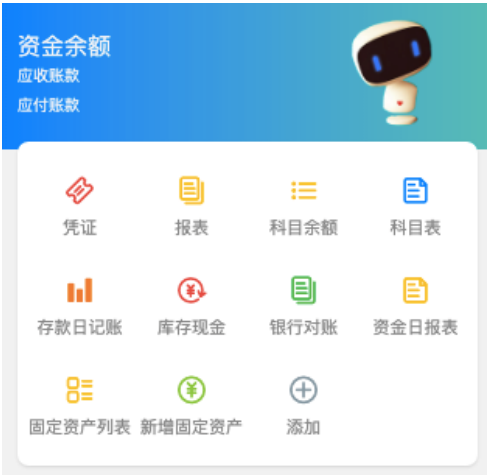 资金余额
应收账款
应付账款
凭证 报表 科目余额 科目表
存款日记账 库存现金 银行对账 资金日报表
固定资产列表 新增固定资产 添加